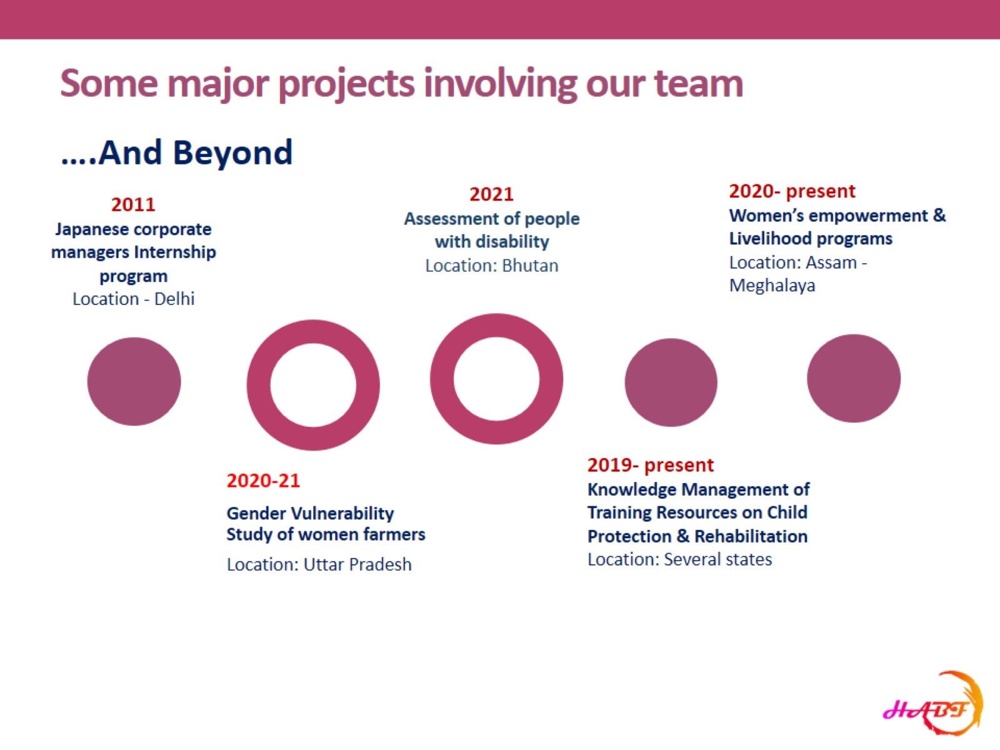 Some major projects involving our team
....And Beyond
2011
Japanese corporate
managers Internship
program
Location - Delhi
2020-21
Gender Vulnerability
Study of women farmers
Location: Uttar Pradesh
2021
Assessment of people
with disability
Location: Bhutan
2019- present
Knowledge Management of
Training Resources on Child
Protection & Rehabilitation
Location: Several states
2020- present
Women’s empowerment &
Livelihood programs
Location: Assam -
Meghalaya
HABF